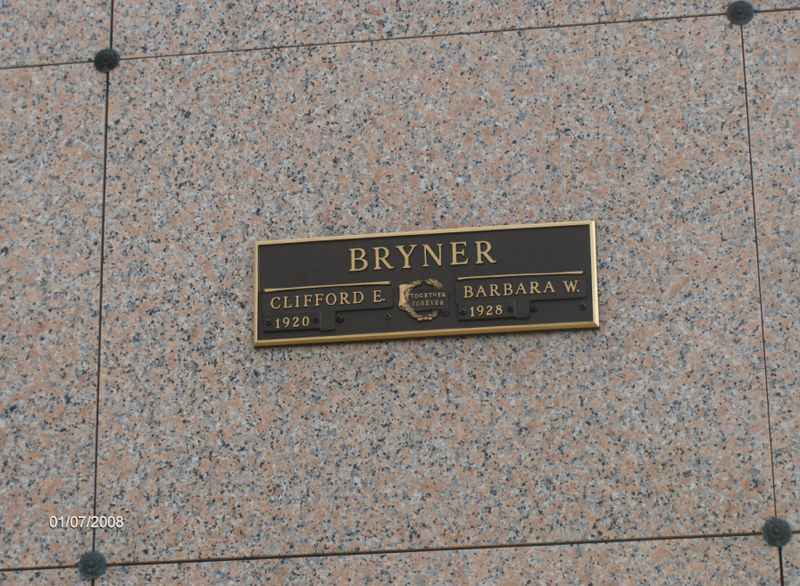 BRYNER
CLIFFORD E.
1920
TOGETHER
FOREVER
BARBARA W.
1928
01/07/2008